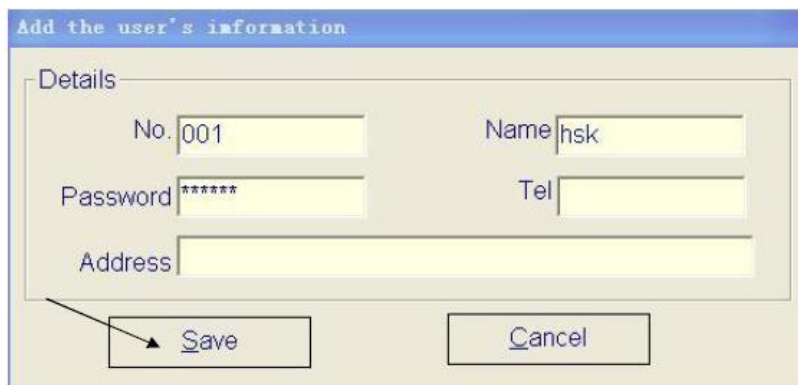 Add the user's information
Details
No. 001 Name hsk
Password ****** Tel
Address
Save Cancel